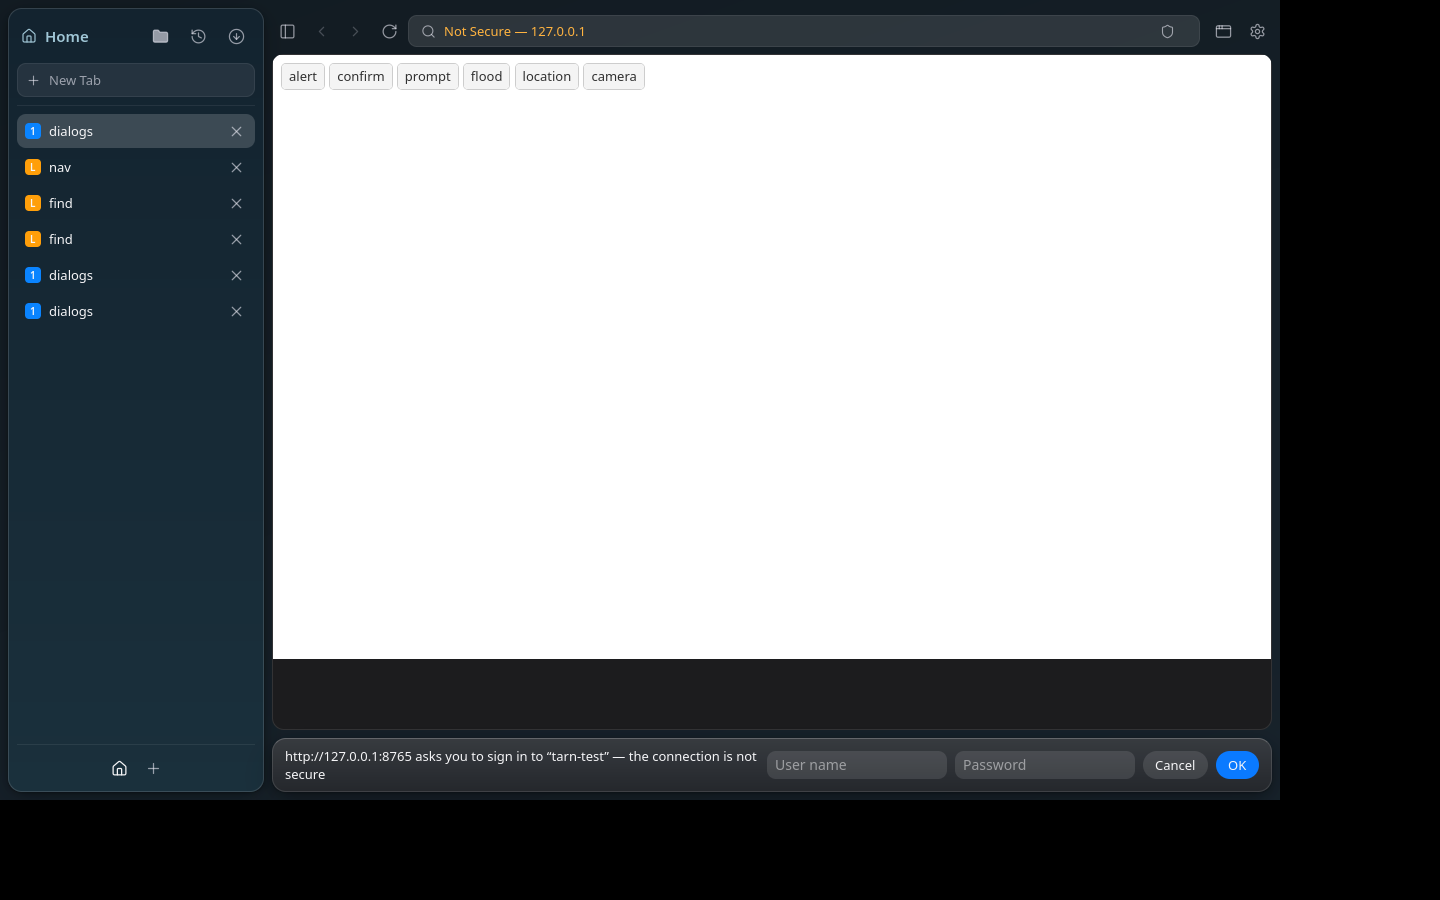 Home
New Tab
1 dialogs
L nav
L find
L find
1 dialogs
1 dialogs
Not Secure — 127.0.0.1
alert confirm prompt flood location camera
http://127.0.0.1:8765 asks you to sign in to “tarn-test” — the connection is not
secure
User name Password Cancel OK